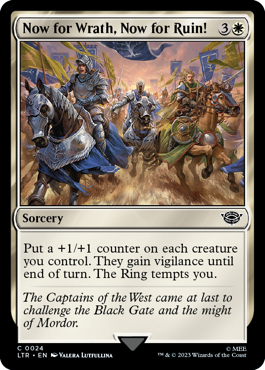 Now for Wrath, Now for Ruin! 3
Sorcery
Put a +1/+1 counter on each creature
you control. They gain vigilance until
end of turn. The Ring tempts you.
The Captains of the West came at last to
challenge the Black Gate and the might
of Mordor.
C 0024
LTR • EN VALERA LUTFULLINA
© MEE
™ & © 2023 Wizards of the Coast